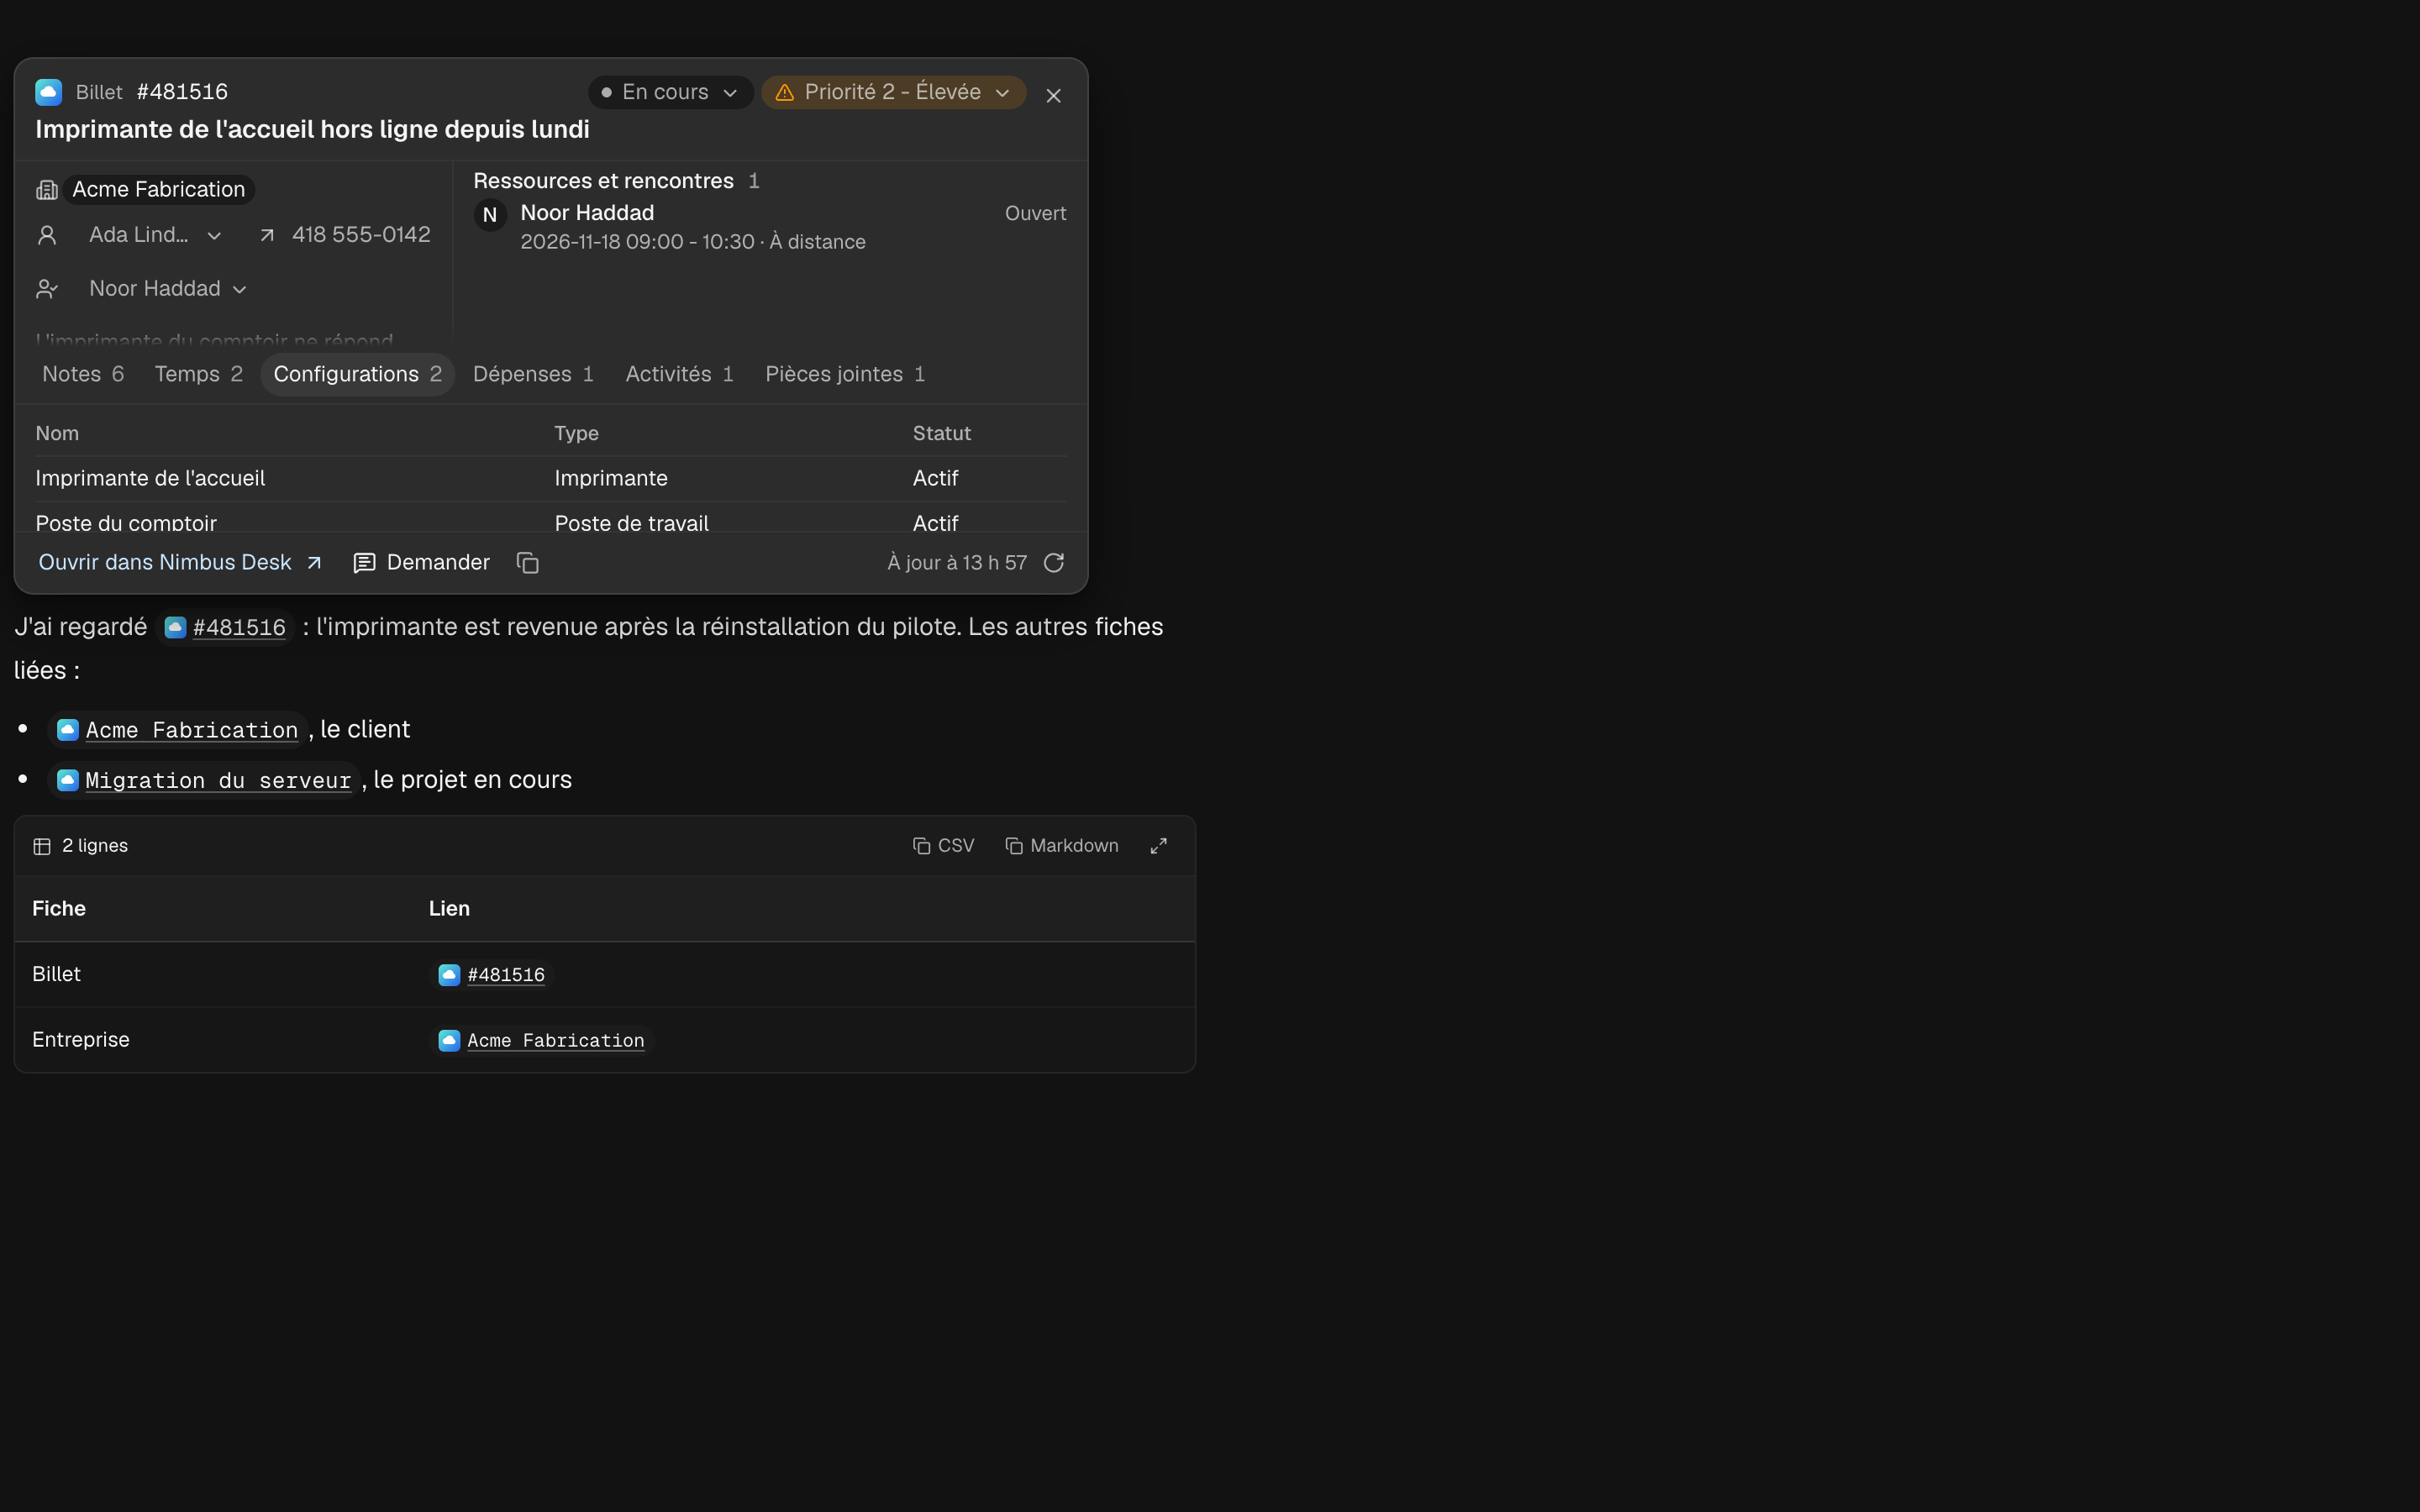 Billet #481516
En cours
Priorité 2 - Élevée
Imprimante de l'accueil hors ligne depuis lundi
Acme Fabrication
Ada Lind...
418 555-0142
Noor Haddad
L'imprimante du comptoir ne répond
Ressources et rencontres 1
N
Noor Haddad
Ouvert
2026-11-18 09:00 - 10:30 · À distance
Notes 6
Temps 2
Configurations 2
Dépenses 1
Activités 1
Pièces jointes 1
Nom
Type
Statut
Imprimante de l'accueil
Imprimante
Actif
Poste du comptoir
Poste de travail
Actif
Ouvrir dans Nimbus Desk
Demander
À jour à 13 h 57
J'ai regardé #481516 : l'imprimante est revenue après la réinstallation du pilote. Les autres fiches
liées :
• Acme Fabrication, le client
• Migration du serveur, le projet en cours
2 lignes
CSV
Markdown
Fiche
Lien
Billet
#481516
Entreprise
Acme Fabrication